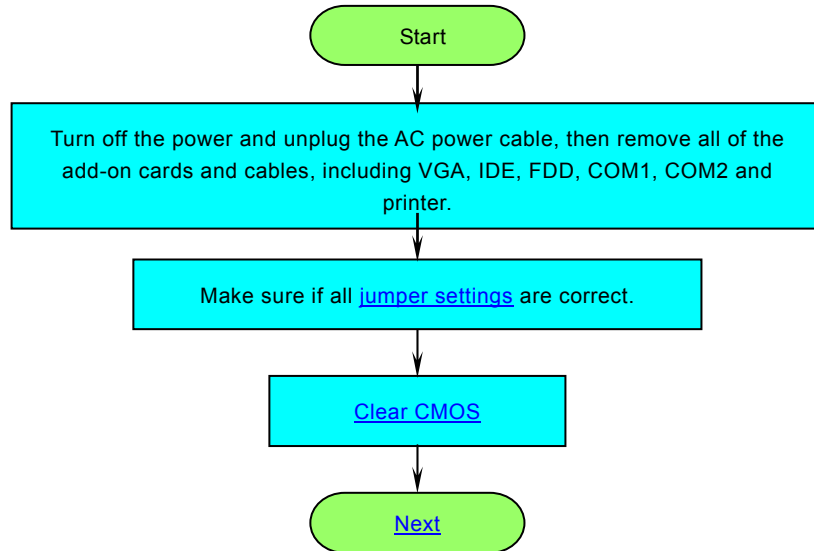 Start
Turn off the power and unplug the AC power cable, then remove all of the
add-on cards and cables, including VGA, IDE, FDD, COM1, COM2 and
printer.
Make sure if all jumper settings are correct.
Clear CMOS
Next